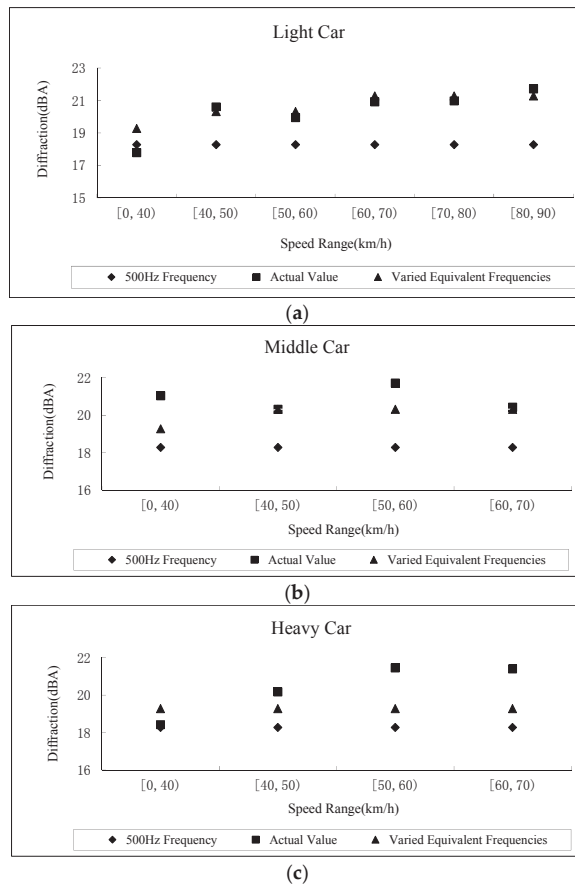 Light Car
23
21
19
17
15
Diffraction(dBA)
[0, 40) [40, 50) [50, 60) [60, 70) [70, 80) [80, 90)
Speed Range(km/h)
500Hz Frequency Actual Value Varied Equivalent Frequencies
(a)
Middle Car
22
20
18
16
Diffraction(dBA)
[0, 40) [40, 50) [50, 60) [60, 70)
Speed Range(km/h)
500Hz Frequency Actual Value Varied Equivalent Frequencies
(b)
Heavy Car
22
20
18
16
Diffraction(dBA)
[0, 40) [40, 50) [50, 60) [60, 70)
Speed Range(km/h)
500Hz Frequency Actual Value Varied Equivalent Frequencies
(c)